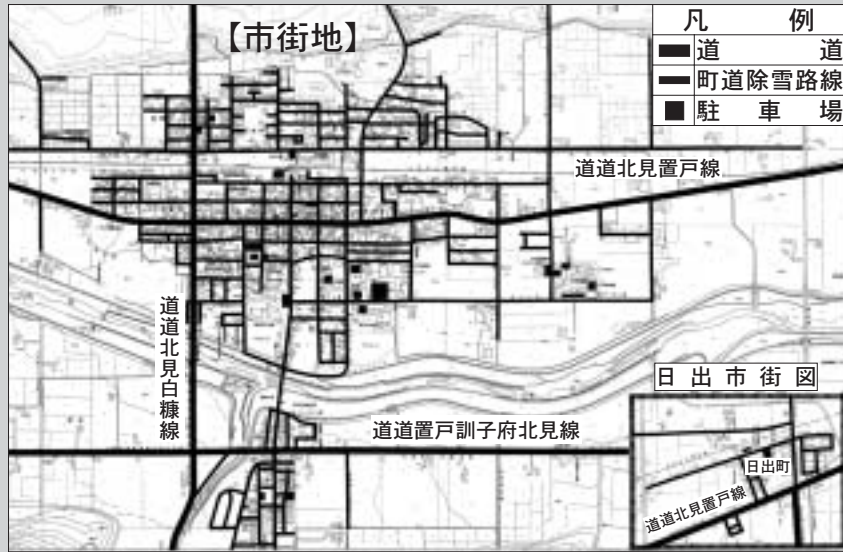 【市街地】
凡例
道道
町道除雪路線
駐車場
道道北見置戸線
道道北見白糠線
道道置戸訓子府北見線
日出市街図
日出町
道道北見置戸線